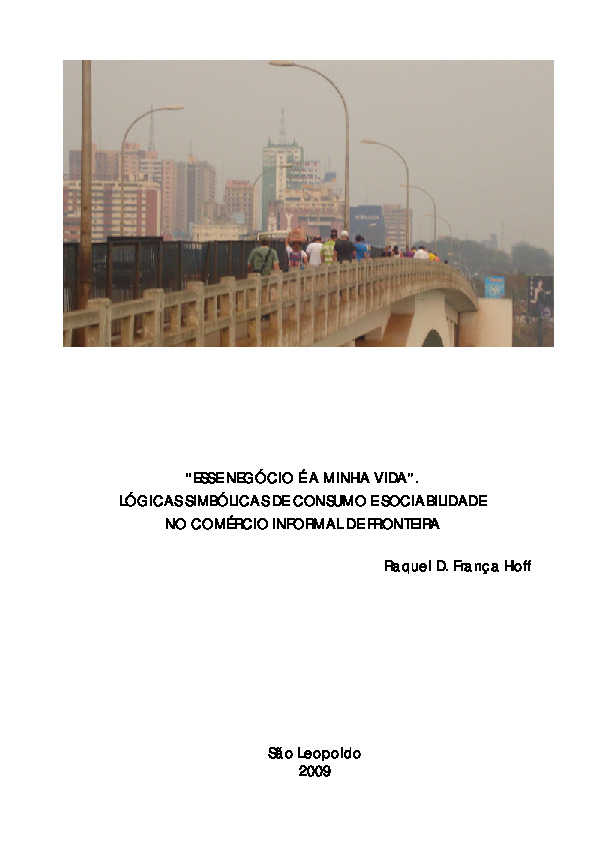 "ESSE NEGÓCIO É A MINHA VIDA".
LÓGICAS SIMBÓLICAS DE CONSUMO E SOCIABILIDADE
NO COMÉRCIO INFORMAL DE FRONTEIRA
Raquel D. França Hoff
São Leopoldo
2009